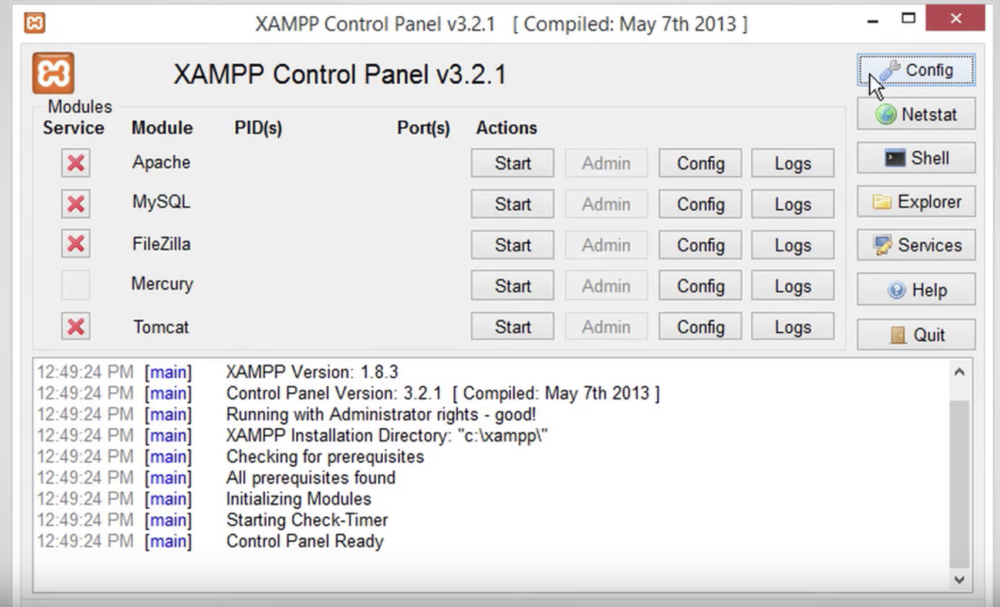 XAMPP Control Panel v3.2.1 [ Compiled: May 7th 2013 ]
XAMPP Control Panel v3.2.1
Config
Modules
Service Module PID(s) Port(s) Actions
Netstat
Apache Start Admin Config Logs
Shell
MySQL Start Admin Config Logs
Explorer
FileZilla Start Admin Config Logs
Services
Mercury Start Admin Config Logs
Help
Tomcat Start Admin Config Logs
Quit
12:49:24 PM [main] XAMPP Version: 1.8.3
12:49:24 PM [main] Control Panel Version: 3.2.1 [ Compiled: May 7th 2013 ]
12:49:24 PM [main] Running with Administrator rights - good!
12:49:24 PM [main] XAMPP Installation Directory: "c:\xampp\"
12:49:24 PM [main] Checking for prerequisites
12:49:24 PM [main] All prerequisites found
12:49:24 PM [main] Initializing Modules
12:49:24 PM [main] Starting Check-Timer
12:49:24 PM [main] Control Panel Ready